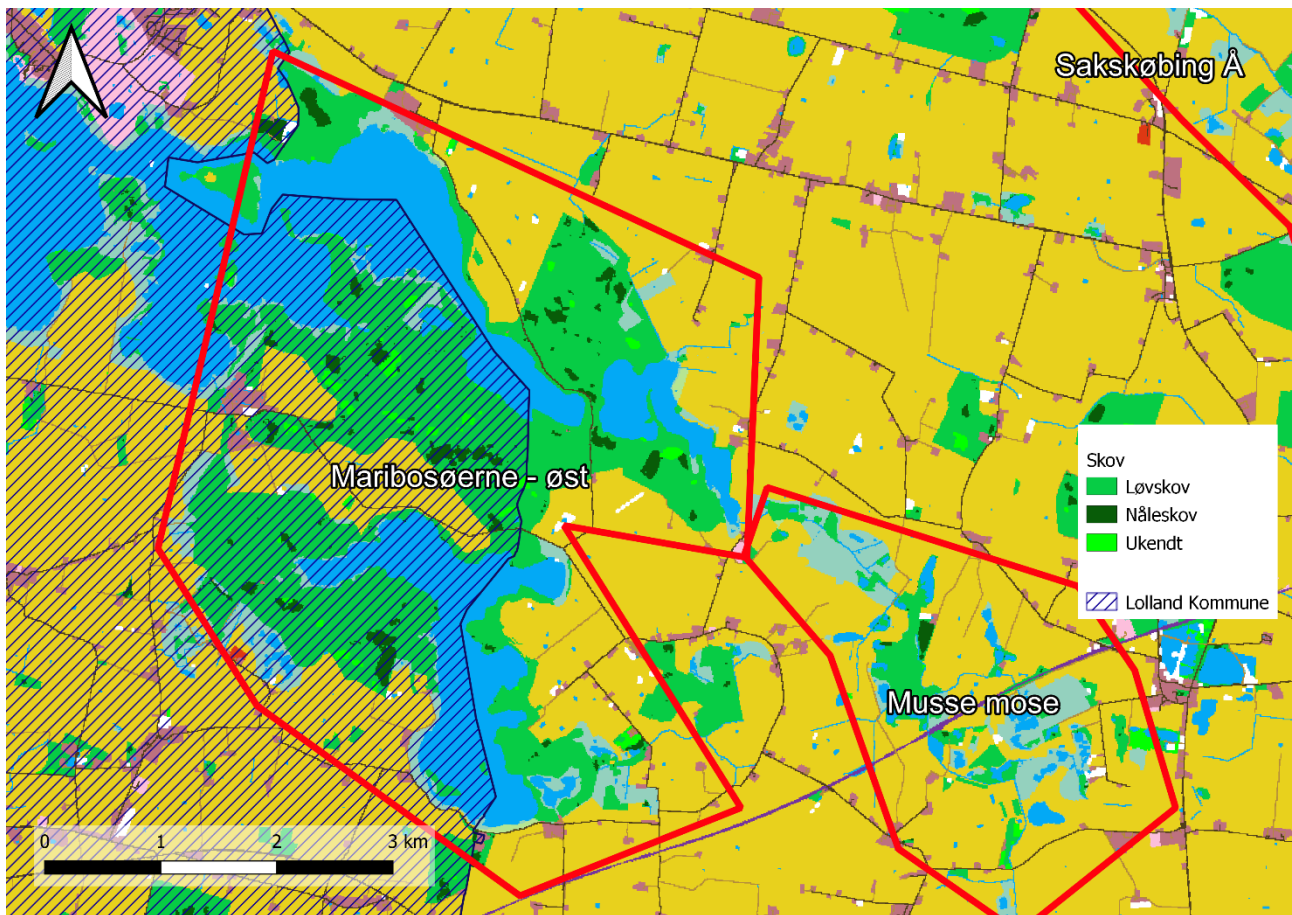 Sakskøbing Å
Skov
Løvskov
Nåleskov
Ukendt
Lolland Kommune
Maribosøerne - øst
Musse mose
0 1 2 3 km